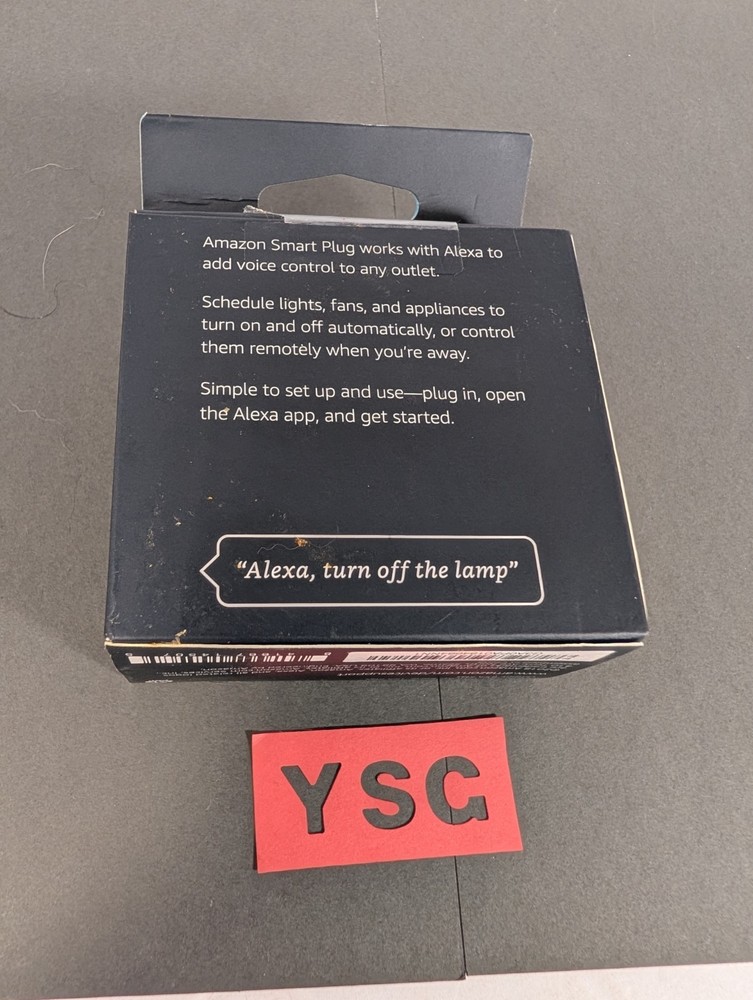 Amazon Smart Plug works with Alexa to
add voice control to any outlet.
Schedule lights, fans, and appliances to
turn on and off automatically, or control
them remotely when you're away.
Simple to set up and use—plug in, open
the Alexa app, and get started.
“Alexa, turn off the lamp”
YSG